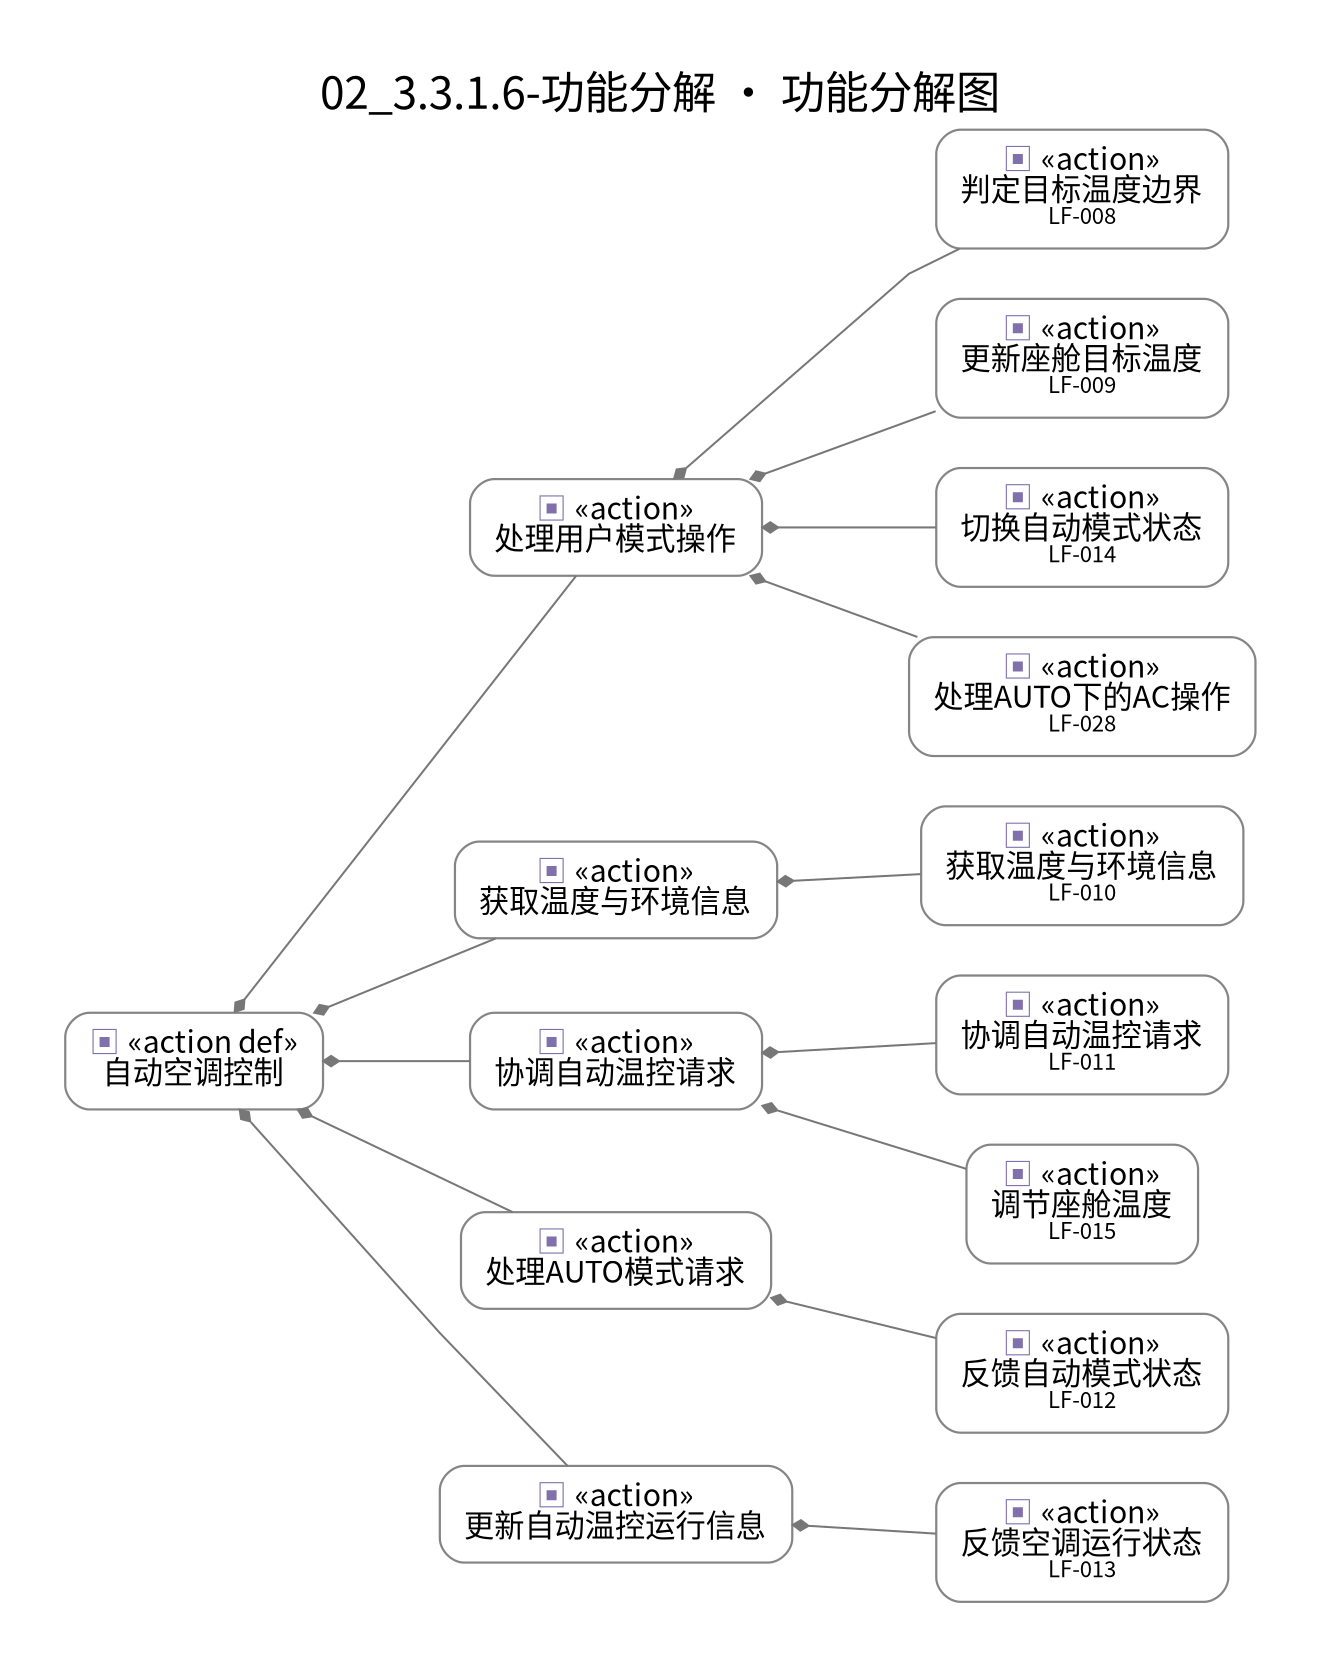 02_3.3.1.6-功能分解 · 功能分解图
«action»
判定目标温度边界
LF-008
«action»
更新座舱目标温度
LF-009
«action»
处理用户模式操作
«action»
切换自动模式状态
LF-014
«action»
处理AUTO下的AC操作
LF-028
«action»
获取温度与环境信息
«action»
获取温度与环境信息
LF-010
«action def»
自动空调控制
«action»
协调自动温控请求
«action»
协调自动温控请求
LF-011
«action»
调节座舱温度
LF-015
«action»
处理AUTO模式请求
«action»
反馈自动模式状态
LF-012
«action»
更新自动温控运行信息
«action»
反馈空调运行状态
LF-013